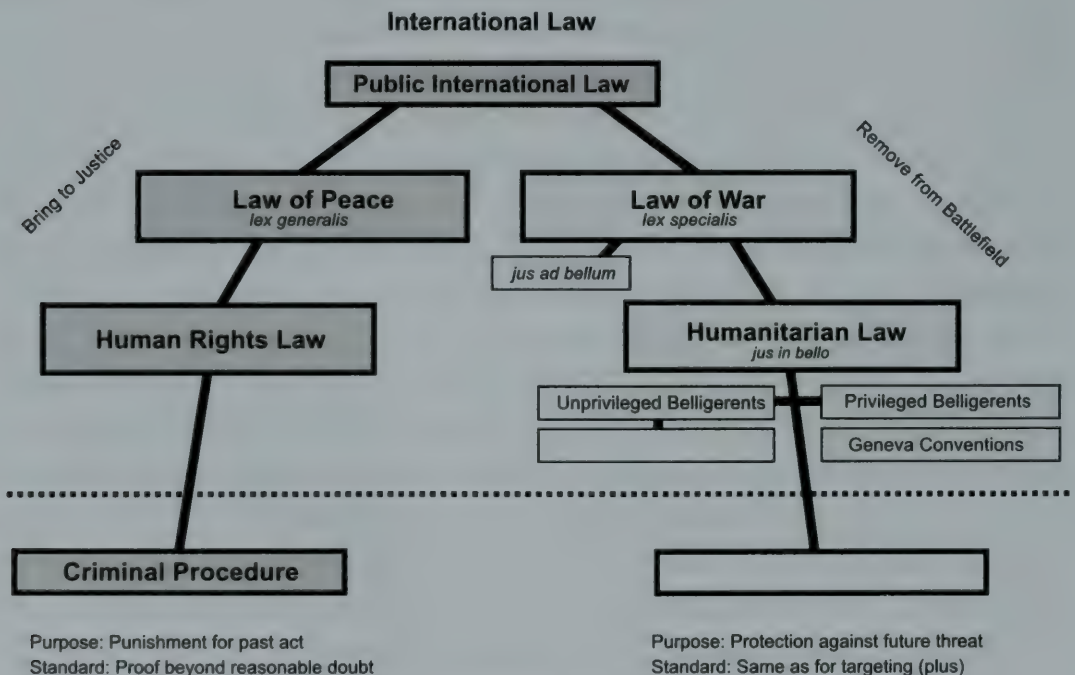 International Law
Public International Law
Bring to Justice
Remove from Battlefield
Law of Peace
lex generalis
Law of War
lex specialis
jus ad bellum
Human Rights Law
Humanitarian Law
jus in bello
Unprivileged Belligerents
Privileged Belligerents
Geneva Conventions
Criminal Procedure
Purpose: Punishment for past act
Standard: Proof beyond reasonable doubt
Purpose: Protection against future threat
Standard: Same as for targeting (plus)